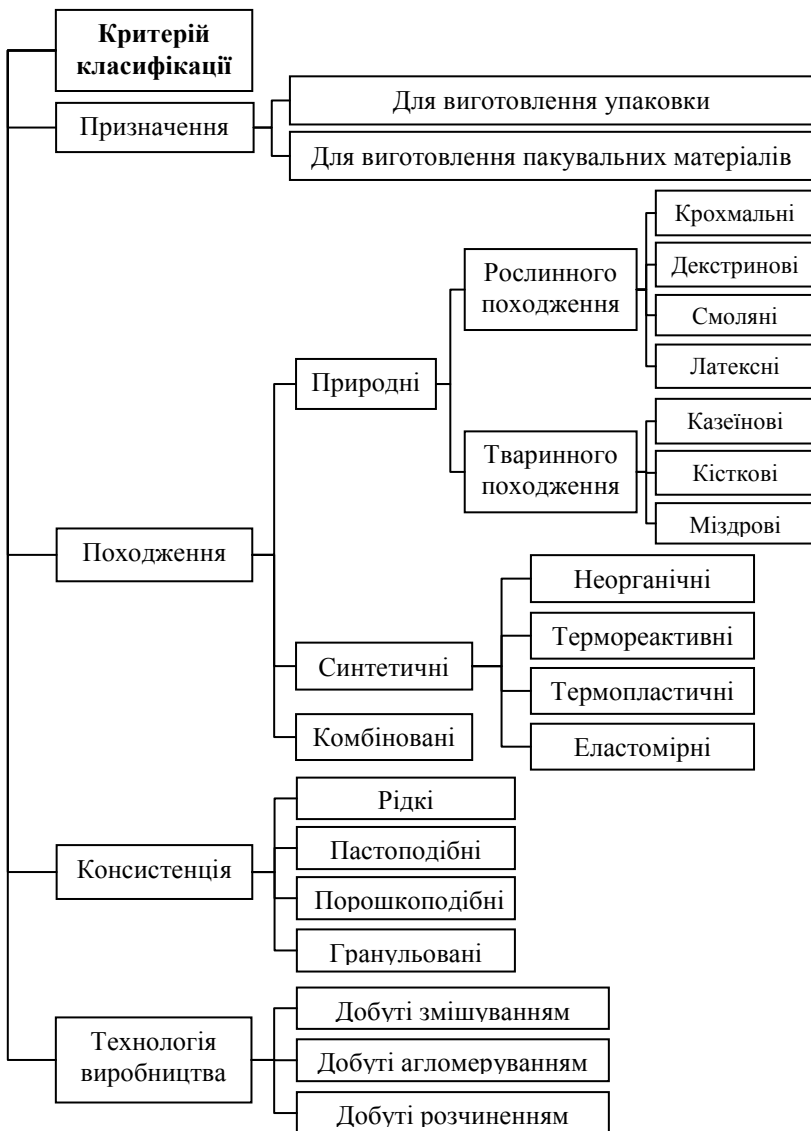 Критерій
класифікації
Призначення
Для виготовлення упаковки
Для виготовлення пакувальних матеріалів
Походження
Природні
Рослинного
походження
Крохмальні
Декстринові
Смоляні
Латексні
Тваринного
походження
Казеїнові
Кісткові
Міздрові
Синтетичні
Неорганічні
Термореактивні
Термопластичні
Еластомірні
Комбіновані
Консистенція
Рідкі
Пастоподібні
Порошкоподібні
Гранульовані
Технологія
виробництва
Добуті змішуванням
Добуті агломеруванням
Добуті розчиненням